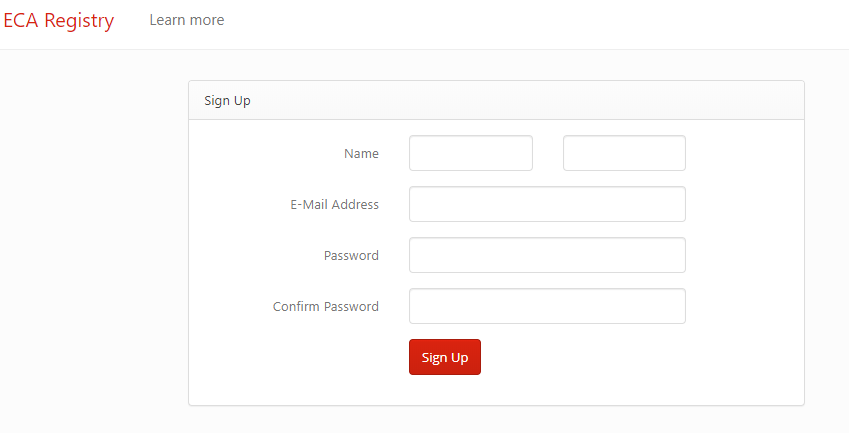 ECA Registry Learn more
Sign Up
Name
E-Mail Address
Password
Confirm Password
Sign Up